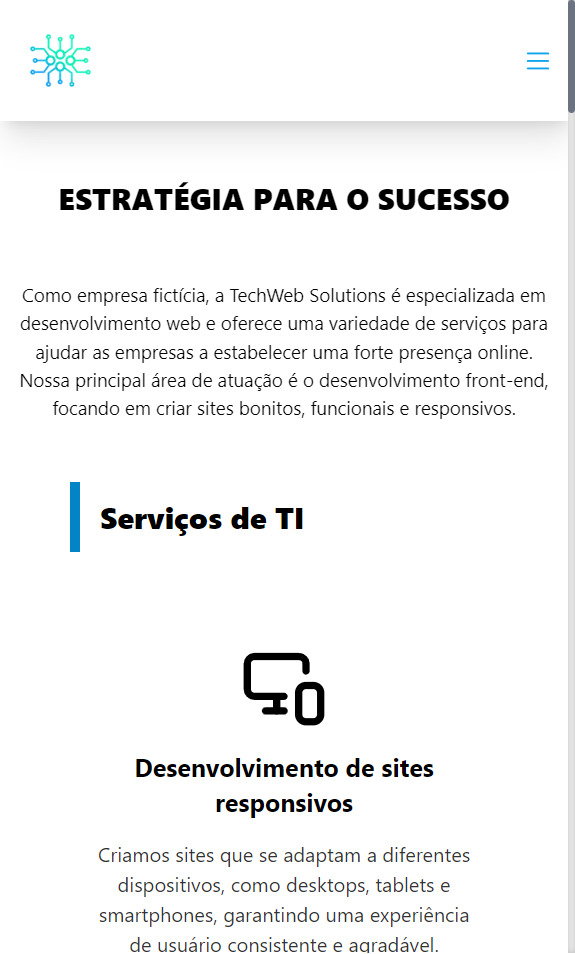 ESTRATÉGIA PARA O SUCESSO
Como empresa fictícia, a TechWeb Solutions é especializada em
desenvolvimento web e oferece uma variedade de serviços para
ajudar as empresas a estabelecer uma forte presença online.
Nossa principal área de atuação é o desenvolvimento front-end,
focando em criar sites bonitos, funcionais e responsivos.
Serviços de TI
Desenvolvimento de sites
responsivos
Criamos sites que se adaptam a diferentes
dispositivos, como desktops, tablets e
smartphones, garantindo uma experiência
de usuário consistente e agradável.